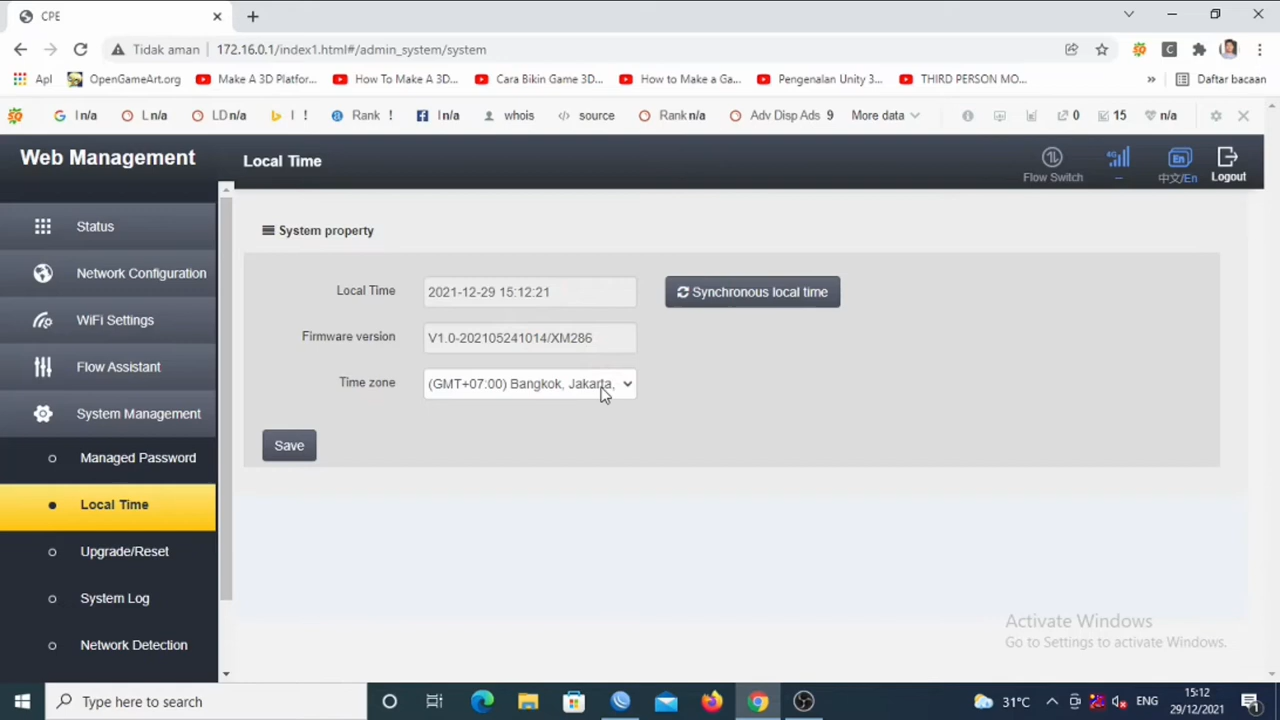 CPE
Tidak aman
172.16.0.1/index1.html#/admin_system/system
Apl
OpenGameArt.org
Make A 3D Platfor...
How To Make A 3D...
Cara Bikin Game 3D...
How to Make a Ga...
Pengenalan Unity 3...
THIRD PERSON MO...
»
Daftar bacaan
I n/a
L n/a
LD n/a
I !
Rank !
I n/a
whois
source
Rank n/a
Adv Disp Ads 9
More data
0
15
n/a
Web Management
Local Time
Flow Switch
4G
--
En
中文/En
Logout
Status
Network Configuration
WiFi Settings
Flow Assistant
System Management
Managed Password
Local Time
Upgrade/Reset
System Log
Network Detection
System property
Local Time
2021-12-29 15:12:21
Synchronous local time
Firmware version
V1.0-202105241014/XM286
Time zone
(GMT+07:00) Bangkok, Jakarta,
Save
Activate Windows
Go to Settings to activate Windows.
Type here to search
31°C
ENG
15:12
29/12/2021
1